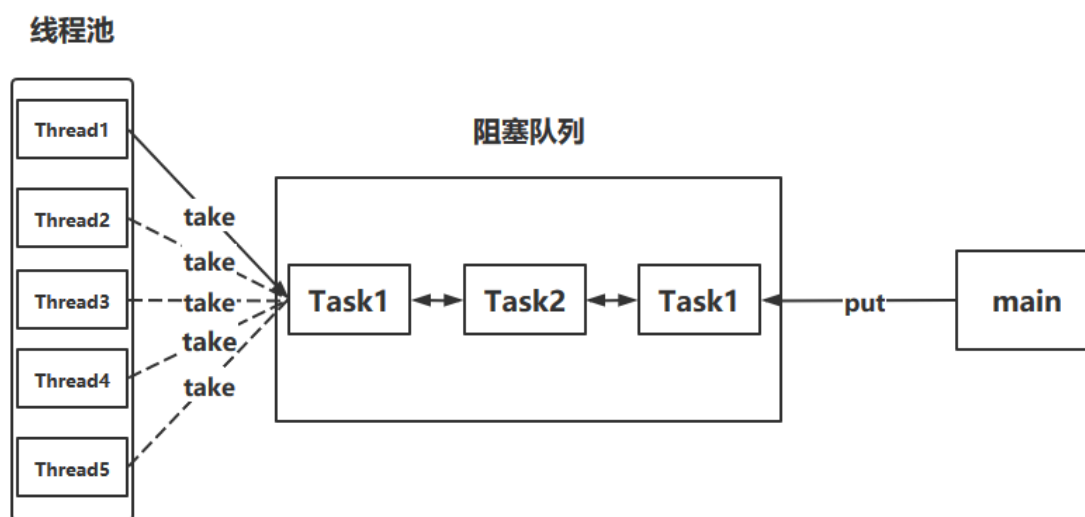 线程池
Thread1
Thread2
Thread3
Thread4
Thread5
take
take
take
take
take
阻塞队列
Task1
Task2
Task1
put
main